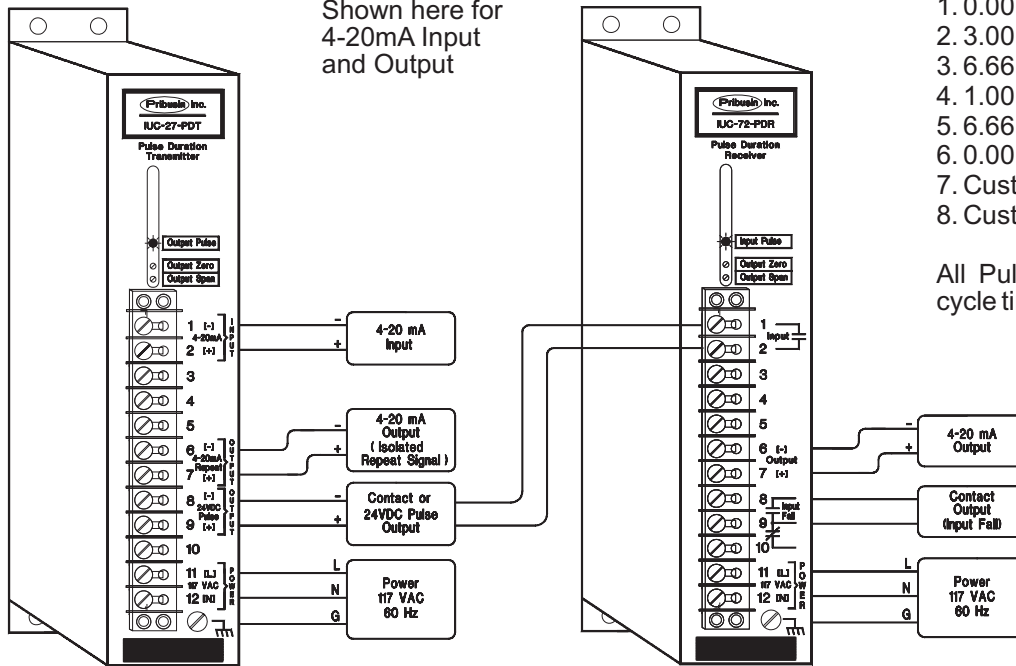 Shown here for
4-20mA Input
and Output
Pribusin Inc.
IUC-27-PDT
Pulse Duration
Transmitter
Output Pulse
Output Zero
Output Span
1 [-]
4-20mA
2 [+]
INPUT
3
4
5
6 [-]
4-20mA
Repeat
7 [+]
OUTPUT
8 [-]
24VDC
Pulse
9 [+]
OUTPUT
10
11 [L]
117 VAC
12 [N]
POWER
-
4-20 mA
Input
+
-
4-20 mA
Output
+
( Isolated
Repeat Signal )
-
Contact or
24VDC Pulse
+
Output
L
N
G
Power
117 VAC
60 Hz
Pribusin Inc.
IUC-72-PDR
Pulse Duration
Receiver
Input Pulse
Output Zero
Output Span
1
Input
2
3
4
5
6 [-]
Output
7 [+]
8
Input
Fail
9
10
11 [L]
117 VAC
12 [N]
POWER
-
4-20 mA
+
Output
Contact
Output
(Input Fail)
L
N
G
Power
117 VAC
60 Hz
1. 0.00
2. 3.00
3. 6.66
4. 1.00
5. 6.66
6. 0.00
7. Cust
8. Cust
All Pul
cycle ti